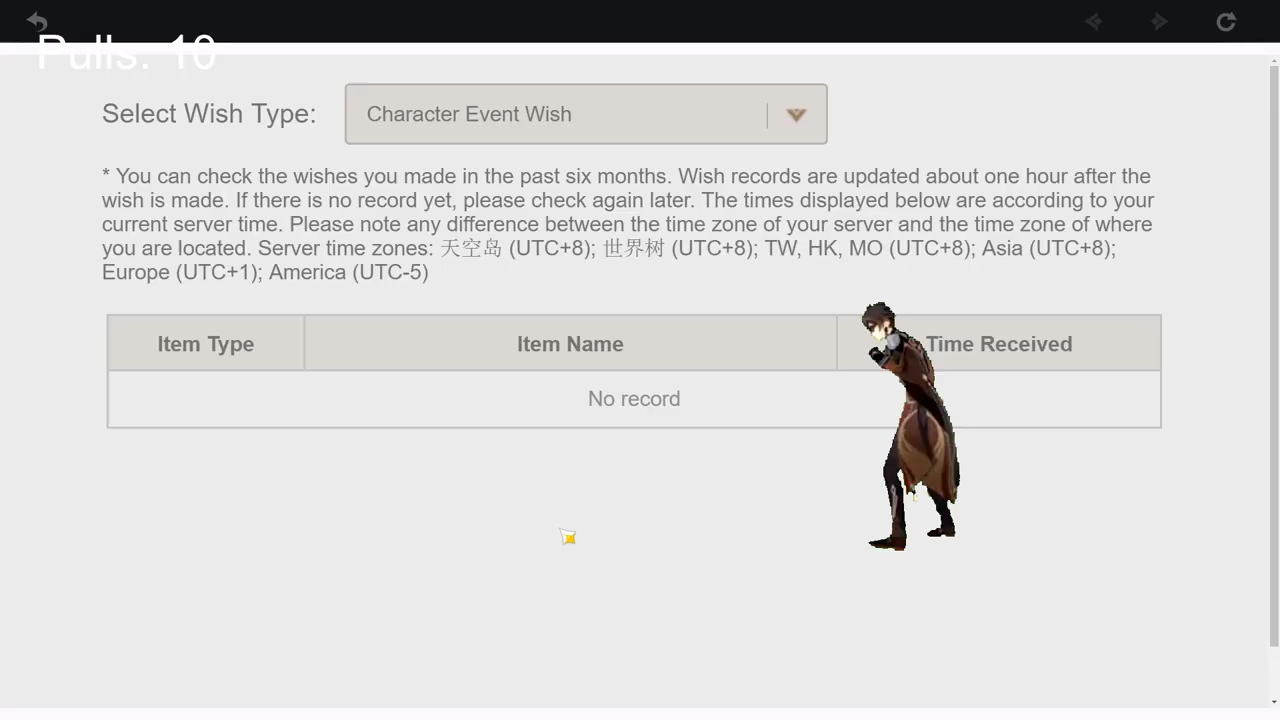 Pulls: 10
Select Wish Type:
Character Event Wish
* You can check the wishes you made in the past six months. Wish records are updated about one hour after the
wish is made. If there is no record yet, please check again later. The times displayed below are according to your
current server time. Please note any difference between the time zone of your server and the time zone of where
you are located. Server time zones: 天空岛 (UTC+8); 世界树 (UTC+8); TW, HK, MO (UTC+8); Asia (UTC+8);
Europe (UTC+1); America (UTC-5)
Item Type
Item Name
Time Received
No record